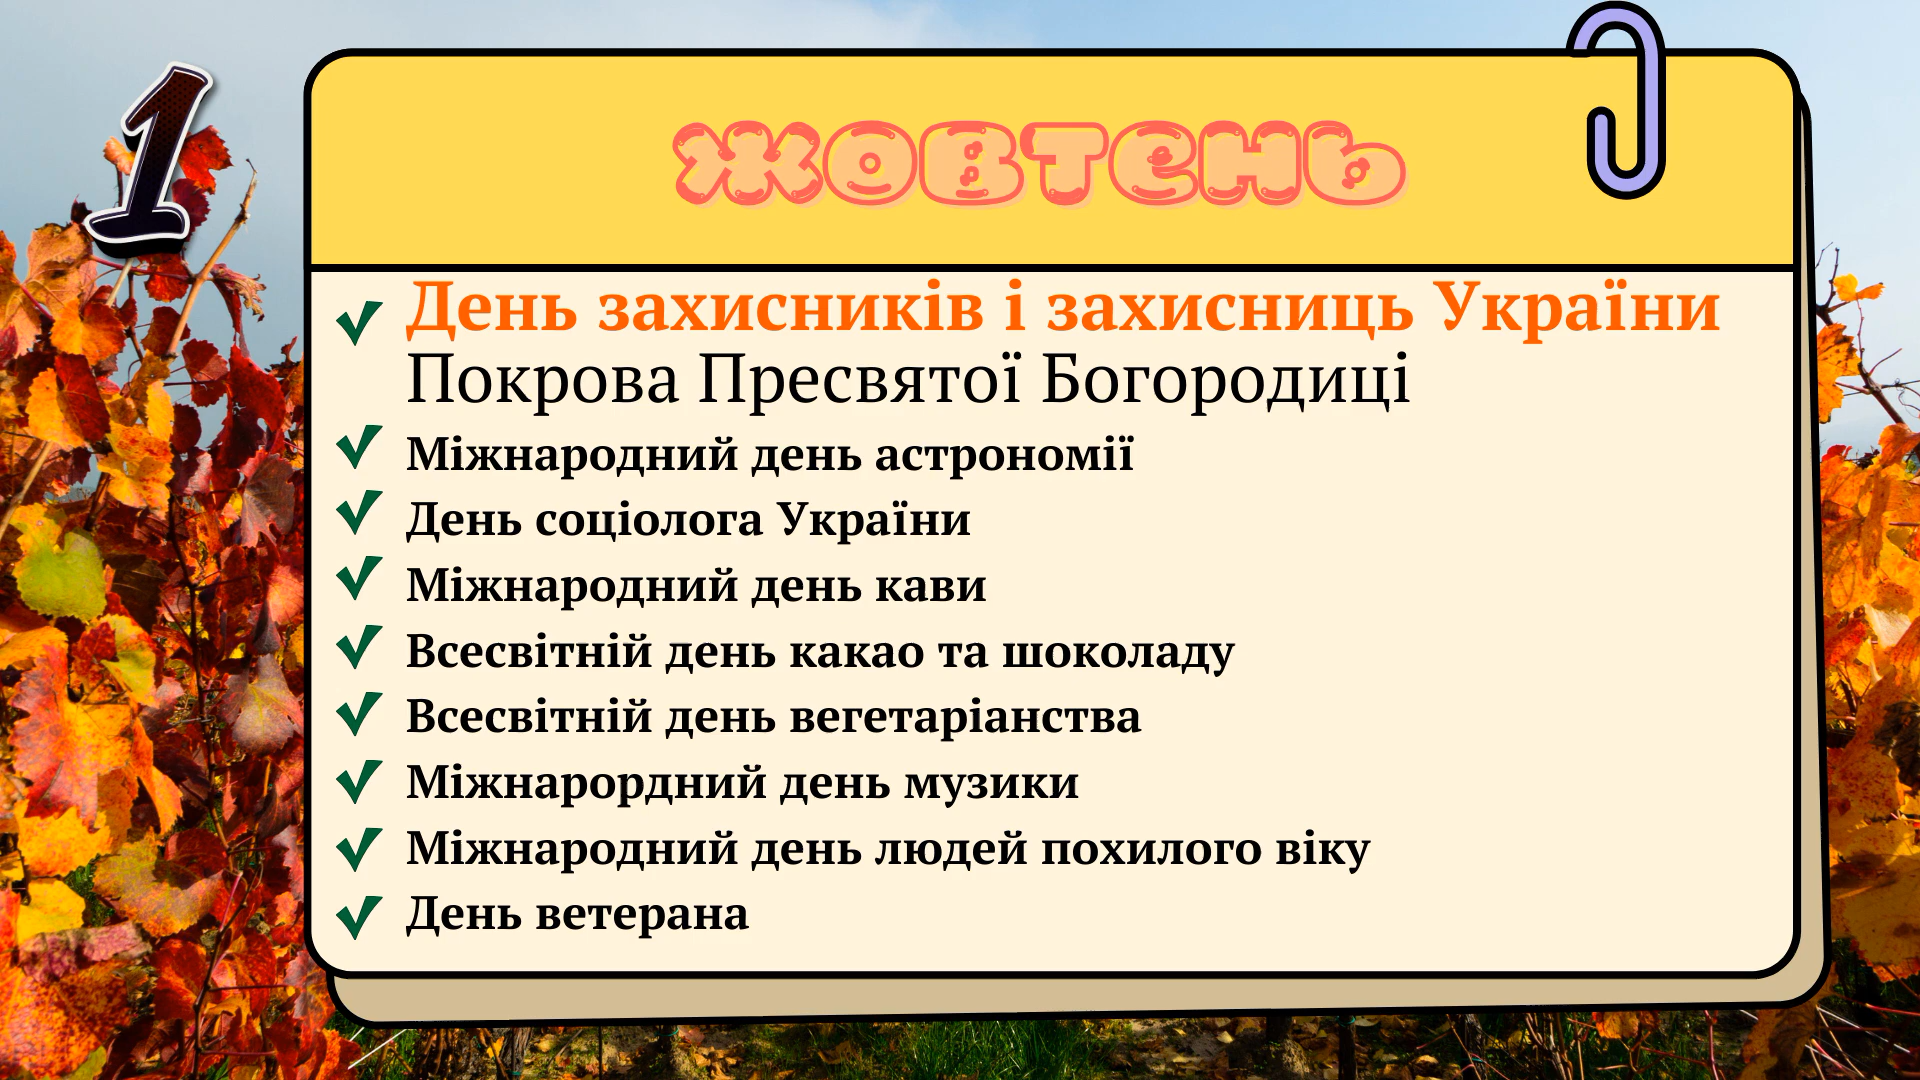 1
жовтень
День захисників і захисниць України
Покрова Пресвятої Богородиці
Міжнародний день астрономії
День соціолога України
Міжнародний день кави
Всесвітній день какао та шоколаду
Всесвітній день вегетаріанства
Міжнарордний день музики
Міжнародний день людей похилого віку
День ветерана